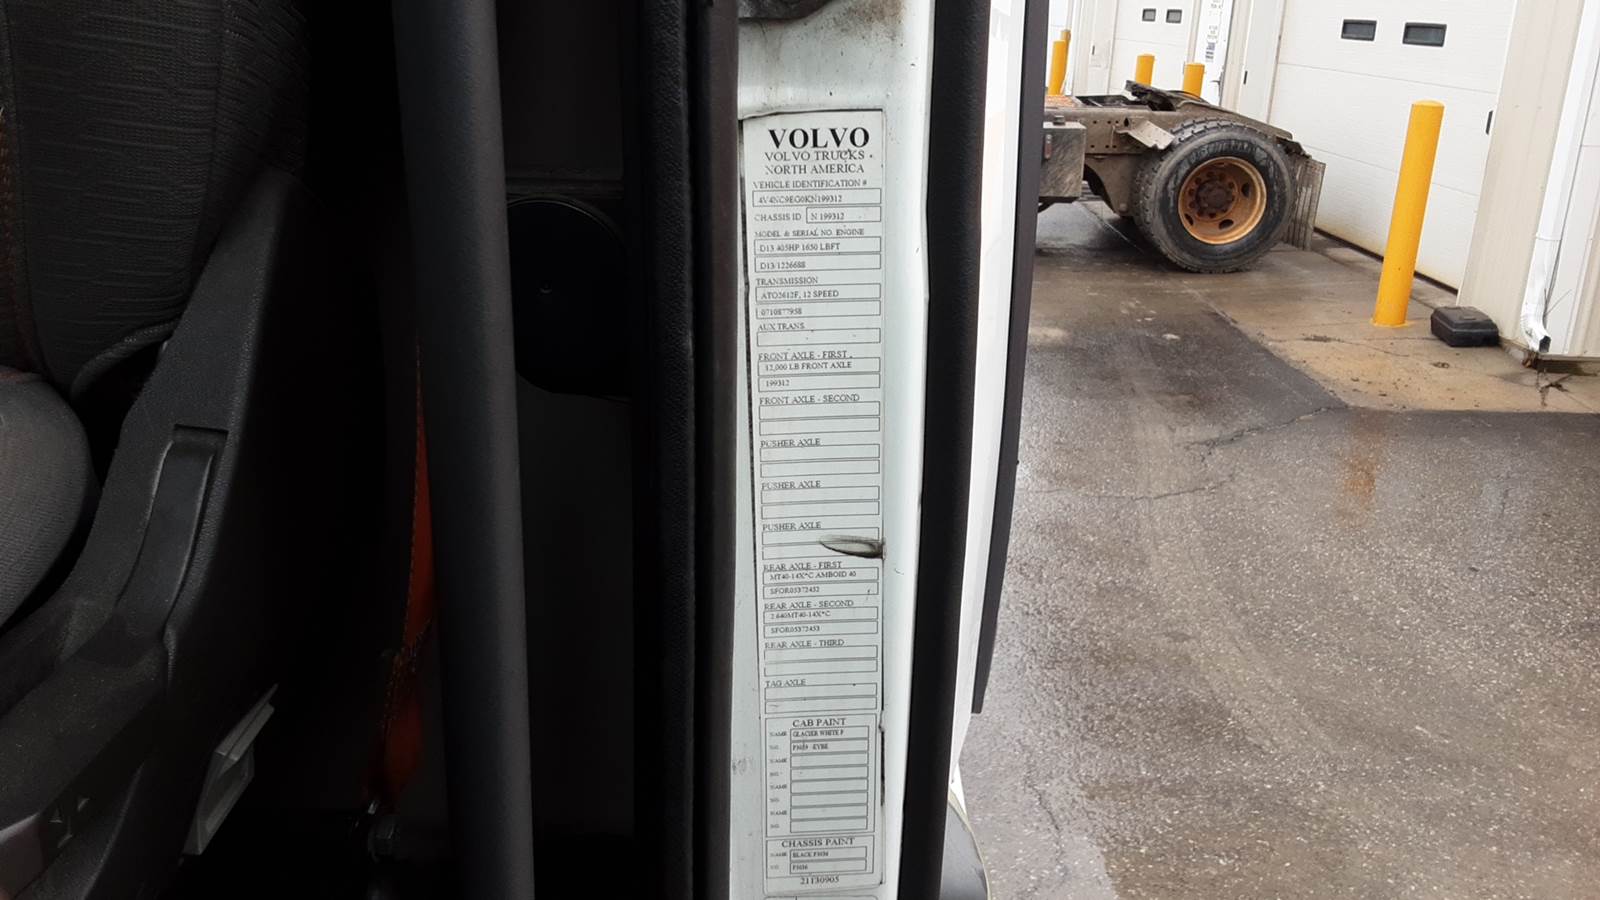 VOLVO
VOLVO TRUCKS
NORTH AMERICA
VEHICLE IDENTIFICATION #
4V4NC9EG0KN199312
CHASSIS ID N 199312
MODEL & SERIAL NO. ENGINE
D13 405HP 1650 LBFT
D13/1226688
TRANSMISSION
ATO2612F, 12 SPEED
0710877958
AUX TRANS.
FRONT AXLE - FIRST
12,000 LB FRONT AXLE
199312
FRONT AXLE - SECOND
PUSHER AXLE
PUSHER AXLE
PUSHER AXLE
REAR AXLE - FIRST
MT40-14X*C AMBOID 40
SFOR05372452
REAR AXLE - SECOND
2.640MT40-14X*C
SFOR05372453
REAR AXLE - THIRD
TAG AXLE
CAB PAINT
NAME GLACIER WHITE P
NO.
NAME
NO.
NAME
NO.
NAME
NO.
CHASSIS PAINT
NAME BLACK P3036
NO. P3036
21130905